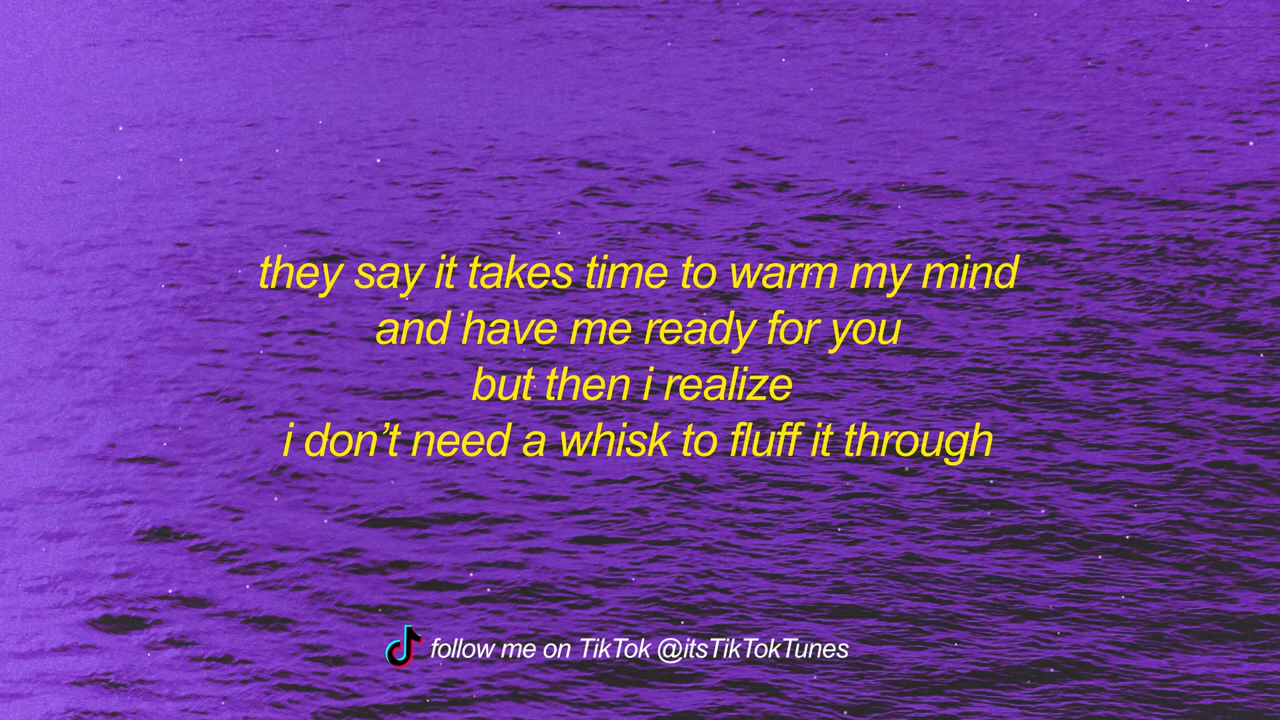 they say it takes time to warm my mind
and have me ready for you
but then i realize
i don’t need a whisk to fluff it through
follow me on TikTok @itsTikTokTunes